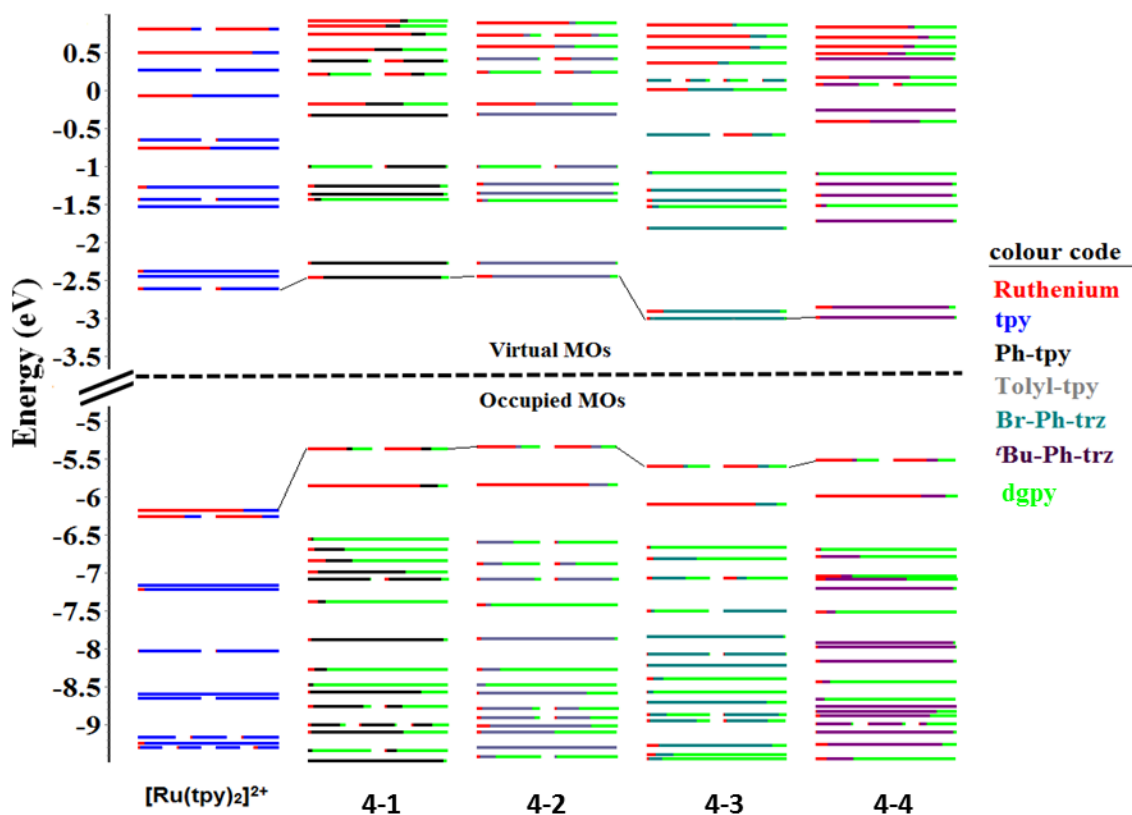 0.5
0
-0.5
-1
-1.5
-2
-2.5
-3
-3.5
Energy (eV)
Virtual MOs
Occupied MOs
-5
-5.5
-6
-6.5
-7
-7.5
-8
-8.5
-9
[Ru(tpy)₂]²⁺
4-1
4-2
4-3
4-4
colour code
Ruthenium
tpy
Ph-tpy
Tolyl-tpy
Br-Ph-trz
ᵗBu-Ph-trz
dgpy